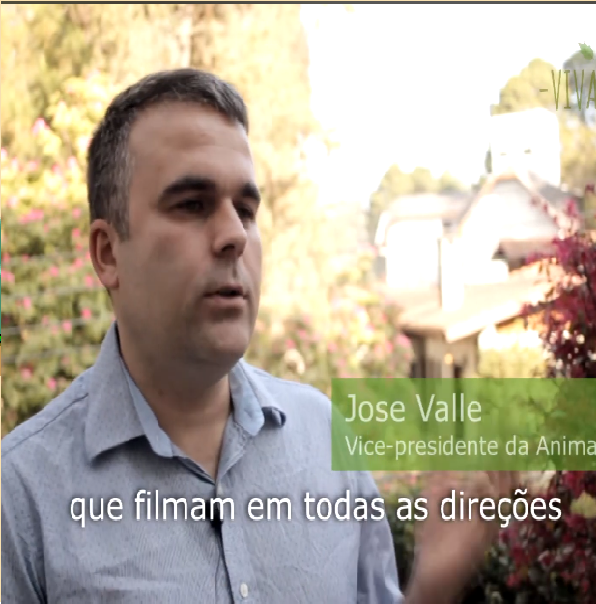 -VIVA
Jose Valle
Vice-presidente da Anima
que filmam em todas as direções